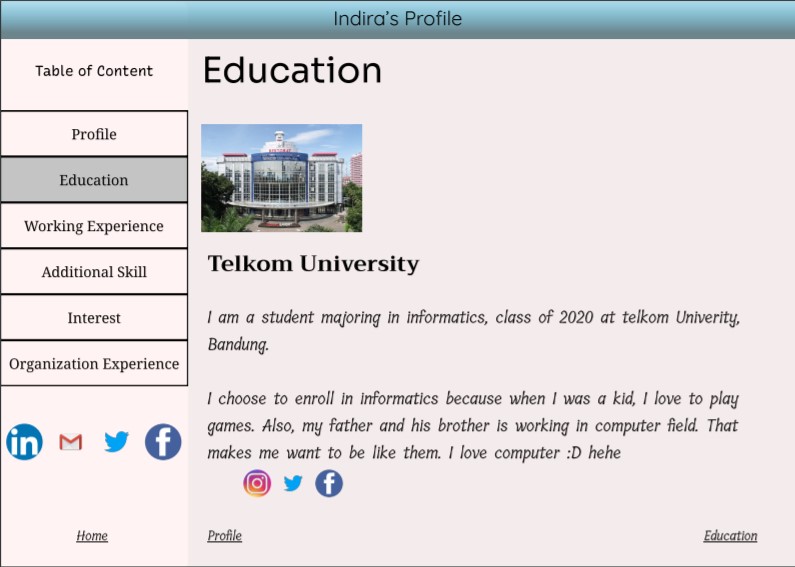 Indira's Profile
Table of Content
Profile
Education
Working Experience
Additional Skill
Interest
Organization Experience
in
f
Home
Education
Telkom University
I am a student majoring in informatics, class of 2020 at telkom Univerity,
Bandung.
I choose to enroll in informatics because when I was a kid, I love to play
games. Also, my father and his brother is working in computer field. That
makes me want to be like them. I love computer :D hehe
f
Profile
Education